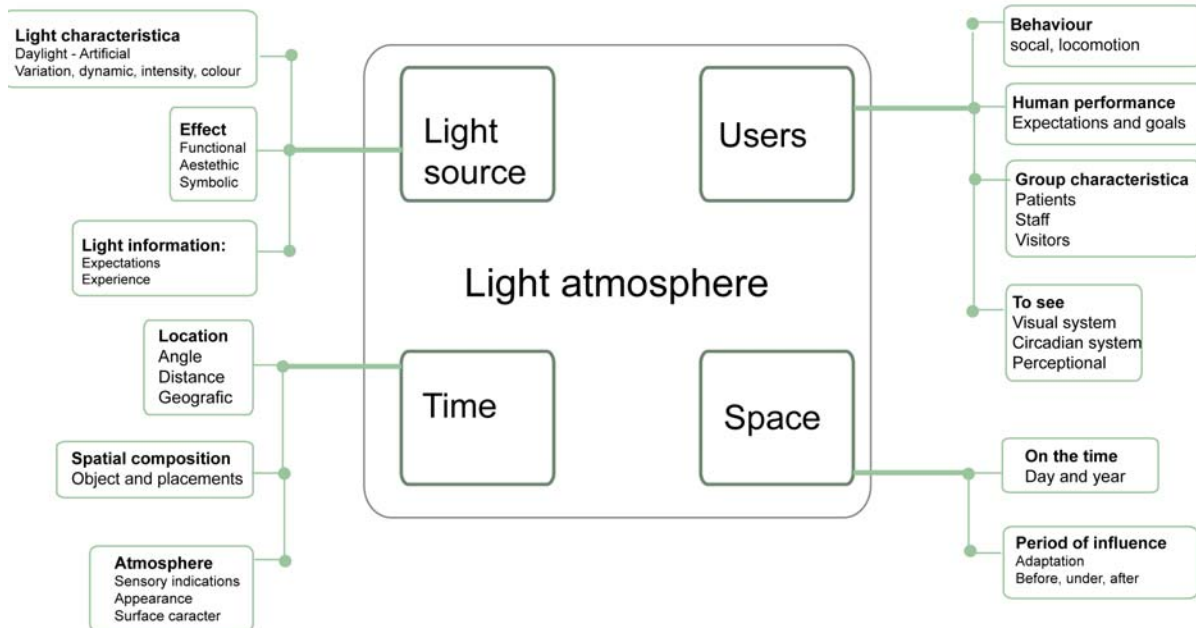 Light characteristica
Daylight - Artificial
Variation, dynamic, intensity, colour
Effect
Functional
Aestethic
Symbolic
Light information:
Expectations
Experience
Location
Angle
Distance
Geografic
Spatial composition
Object and placements
Atmosphere
Sensory indications
Appearance
Surface caracter
Light
source
Users
Light atmosphere
Time
Space
Behaviour
socal, locomotion
Human performance
Expectations and goals
Group characteristica
Patients
Staff
Visitors
To see
Visual system
Circadian system
Perceptional
On the time
Day and year
Period of influence
Adaptation
Before, under, after